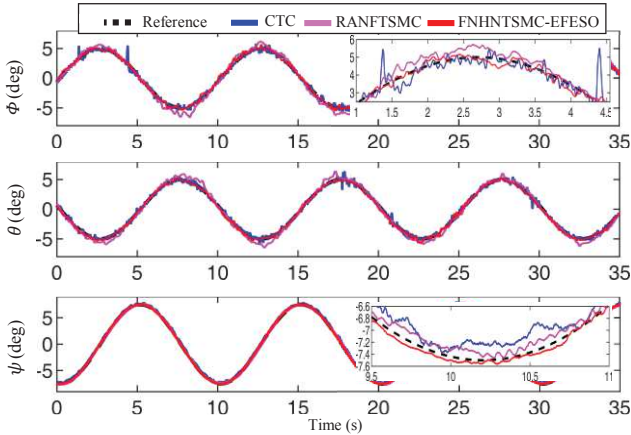 Reference CTC RANFTSMC FNHNTSMC-EFESO
Φ (deg)
5
0
-5
6
5
4
3
1 1.5 2 2.5 3 3.5 4 4.5
0 5 10 15 20 25 30 35
θ (deg)
5
0
-5
0 5 10 15 20 25 30 35
ψ (deg)
5
0
-5
-6.6
-6.8
-7
-7.2
-7.4
-7.6
9.5 10 10.5 11
0 5 10 15 20 25 30 35
Time (s)